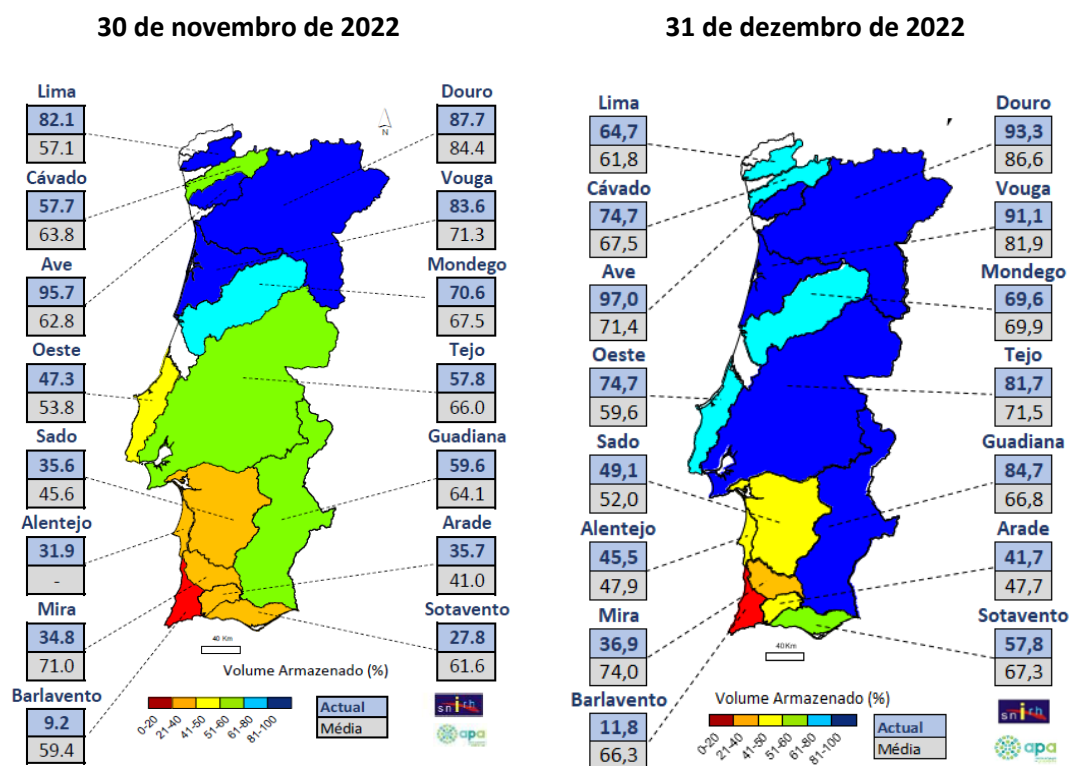 30 de novembro de 2022
Lima
82.1
57.1
Cávado
57.7
63.8
Ave
95.7
62.8
Oeste
47.3
53.8
Sado
35.6
45.6
Alentejo
31.9
-
Mira
34.8
71.0
Barlavento
9.2
59.4
Douro
87.7
84.4
Vouga
83.6
71.3
Mondego
70.6
67.5
Tejo
57.8
66.0
Guadiana
59.6
64.1
Arade
35.7
41.0
Sotavento
27.8
61.6
N
40 Km
Volume Armazenado (%)
0-20
21-40
41-50
51-60
61-80
81-100
Actual
Média
snirh
apa
31 de dezembro de 2022
Lima
64,7
61,8
Cávado
74,7
67,5
Ave
97,0
71,4
Oeste
74,7
59,6
Sado
49,1
52,0
Alentejo
45,5
47,9
Mira
36,9
74,0
Barlavento
11,8
66,3
Douro
93,3
86,6
Vouga
91,1
81,9
Mondego
69,6
69,9
Tejo
81,7
71,5
Guadiana
84,7
66,8
Arade
41,7
47,7
Sotavento
57,8
67,3
40 Km
Volume Armazenado (%)
0-20
21-40
41-50
51-60
61-80
81-100
Actual
Média
snirh
apa